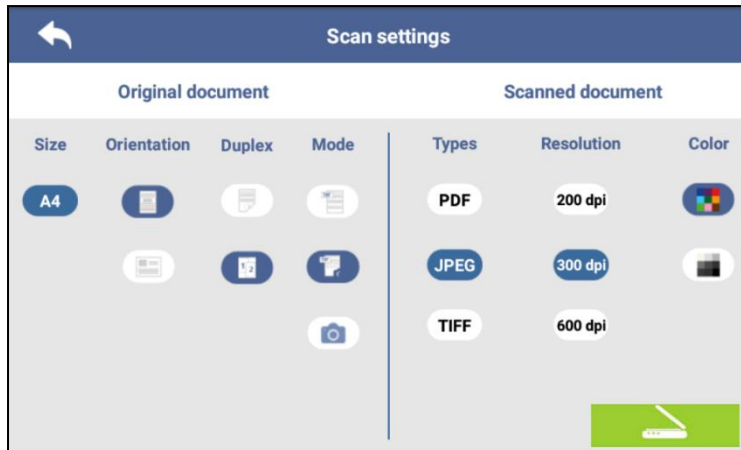 Scan settings
Original document
Scanned document
Size Orientation Duplex Mode Types Resolution Color
A4 PDF 200 dpi
JPEG 300 dpi
TIFF 600 dpi